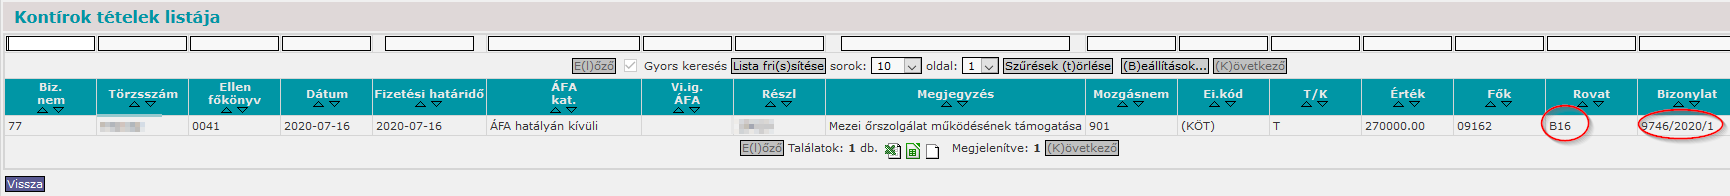 Kontírok tételek listája
E(l)őző Gyors keresés Lista fri(s)sítése sorok: 10 oldal: 1 Szűrések (t)örlése (B)eállítások... (K)övetkező
Biz. nem Törzsszám Ellen főkönyv Dátum Fizetési határidő ÁFA kat. Vi.ig. ÁFA Részl Megjegyzés Mozgásnem Ei.kód T/K Érték Fők Rovat Bizonylat
77 0041 2020-07-16 2020-07-16 ÁFA hatályán kívüli Mezei őrszolgálat működésének támogatása 901 (KÖT) T 270000.00 09162 B16 9746/2020/1
E(l)őző Találatok: 1 db. Megjelenítve: 1 (K)övetkező
Vissza